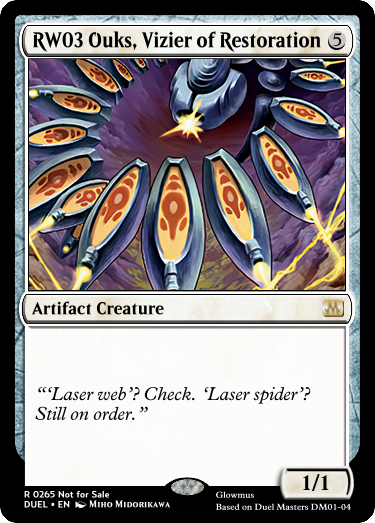 RW03 Ouks, Vizier of Restoration 5
Artifact Creature
“‘Laser web’? Check. ‘Laser spider’?
Still on order.”
1/1
R 0265 Not for Sale
DUEL • EN Miho Midorikawa
Glowmus
Based on Duel Masters DM01-04